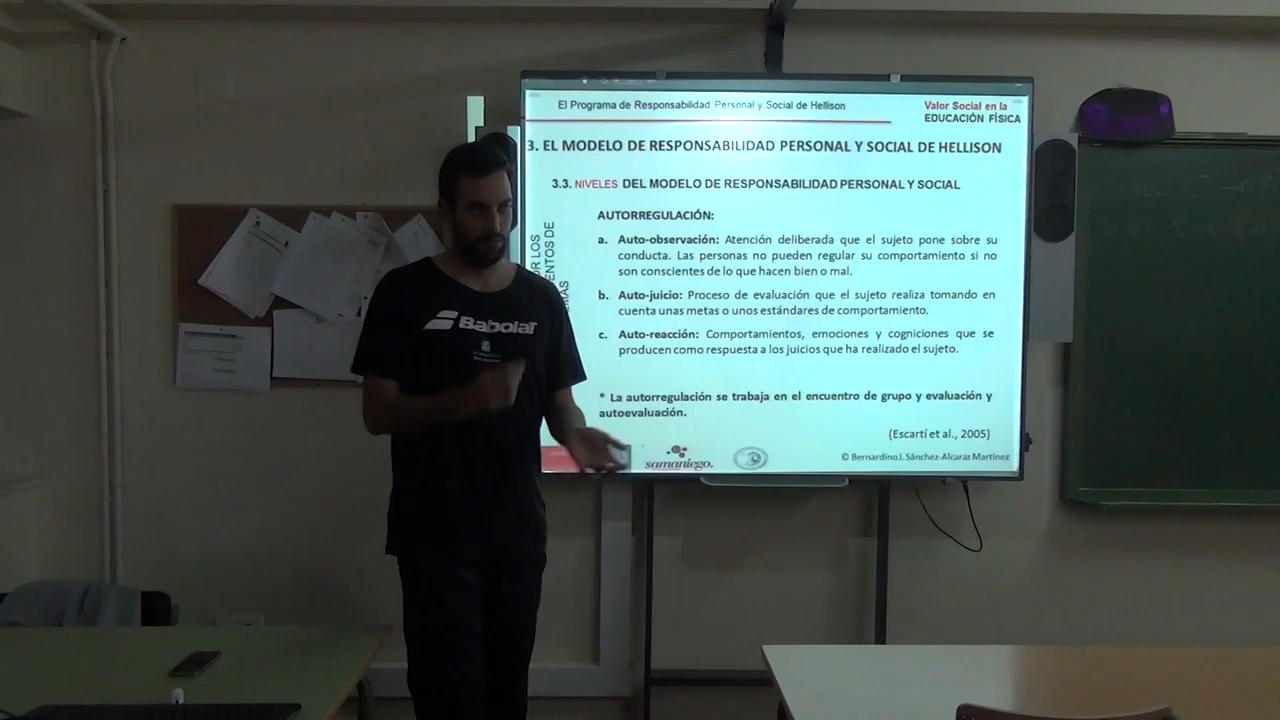 El Programa de Responsabilidad Personal y Social de Hellison
Valor Social en la
EDUCACIÓN FÍSICA
3. EL MODELO DE RESPONSABILIDAD PERSONAL Y SOCIAL DE HELLISON
3.3. NIVELES DEL MODELO DE RESPONSABILIDAD PERSONAL Y SOCIAL
AUTORREGULACIÓN:
a. Auto-observación: Atención deliberada que el sujeto pone sobre su
conducta. Las personas no pueden regular su comportamiento si no
son conscientes de lo que hacen bien o mal.
b. Auto-juicio: Proceso de evaluación que el sujeto realiza tomando en
cuenta unas metas o unos estándares de comportamiento.
c. Auto-reacción: Comportamientos, emociones y cogniciones que se
producen como respuesta a los juicios que ha realizado el sujeto.
* La autorregulación se trabaja en el encuentro de grupo y evaluación y
autoevaluación.
(Escartí et al., 2005)
samaniego.
© Bernardino J. Sánchez-Alcaraz Martínez
OR LOS
ENTOS DE
Babolat